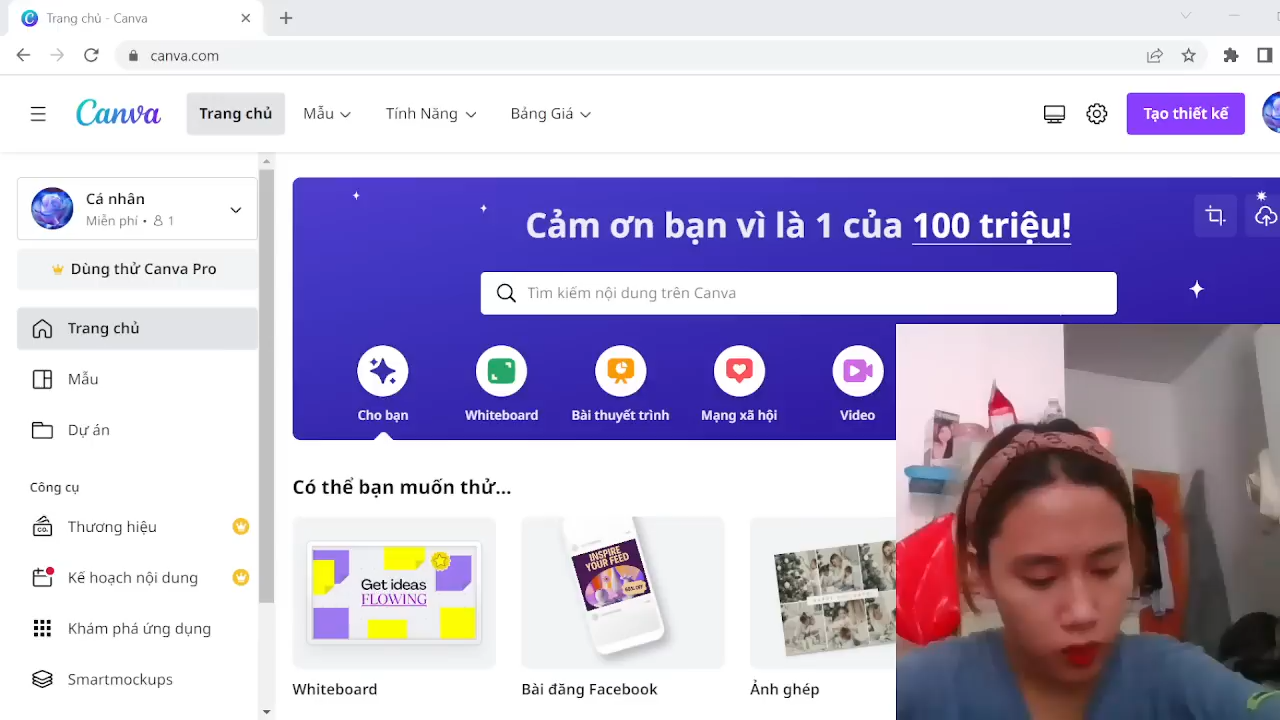 Trang chủ - Canva
canva.com
Canva
Trang chủ
Mẫu
Tính Năng
Bảng Giá
Tạo thiết kế
Cá nhân
Miễn phí • 1
Dùng thử Canva Pro
Trang chủ
Mẫu
Dự án
Công cụ
Thương hiệu
Kế hoạch nội dung
Khám phá ứng dụng
Smartmockups
Cảm ơn bạn vì là 1 của 100 triệu!
Tìm kiếm nội dung trên Canva
Cho bạn
Whiteboard
Bài thuyết trình
Mạng xã hội
Video
Có thể bạn muốn thử...
Get ideas
FLOWING
INSPIRE
YOUR FEED
Whiteboard
Bài đăng Facebook
Ảnh ghép